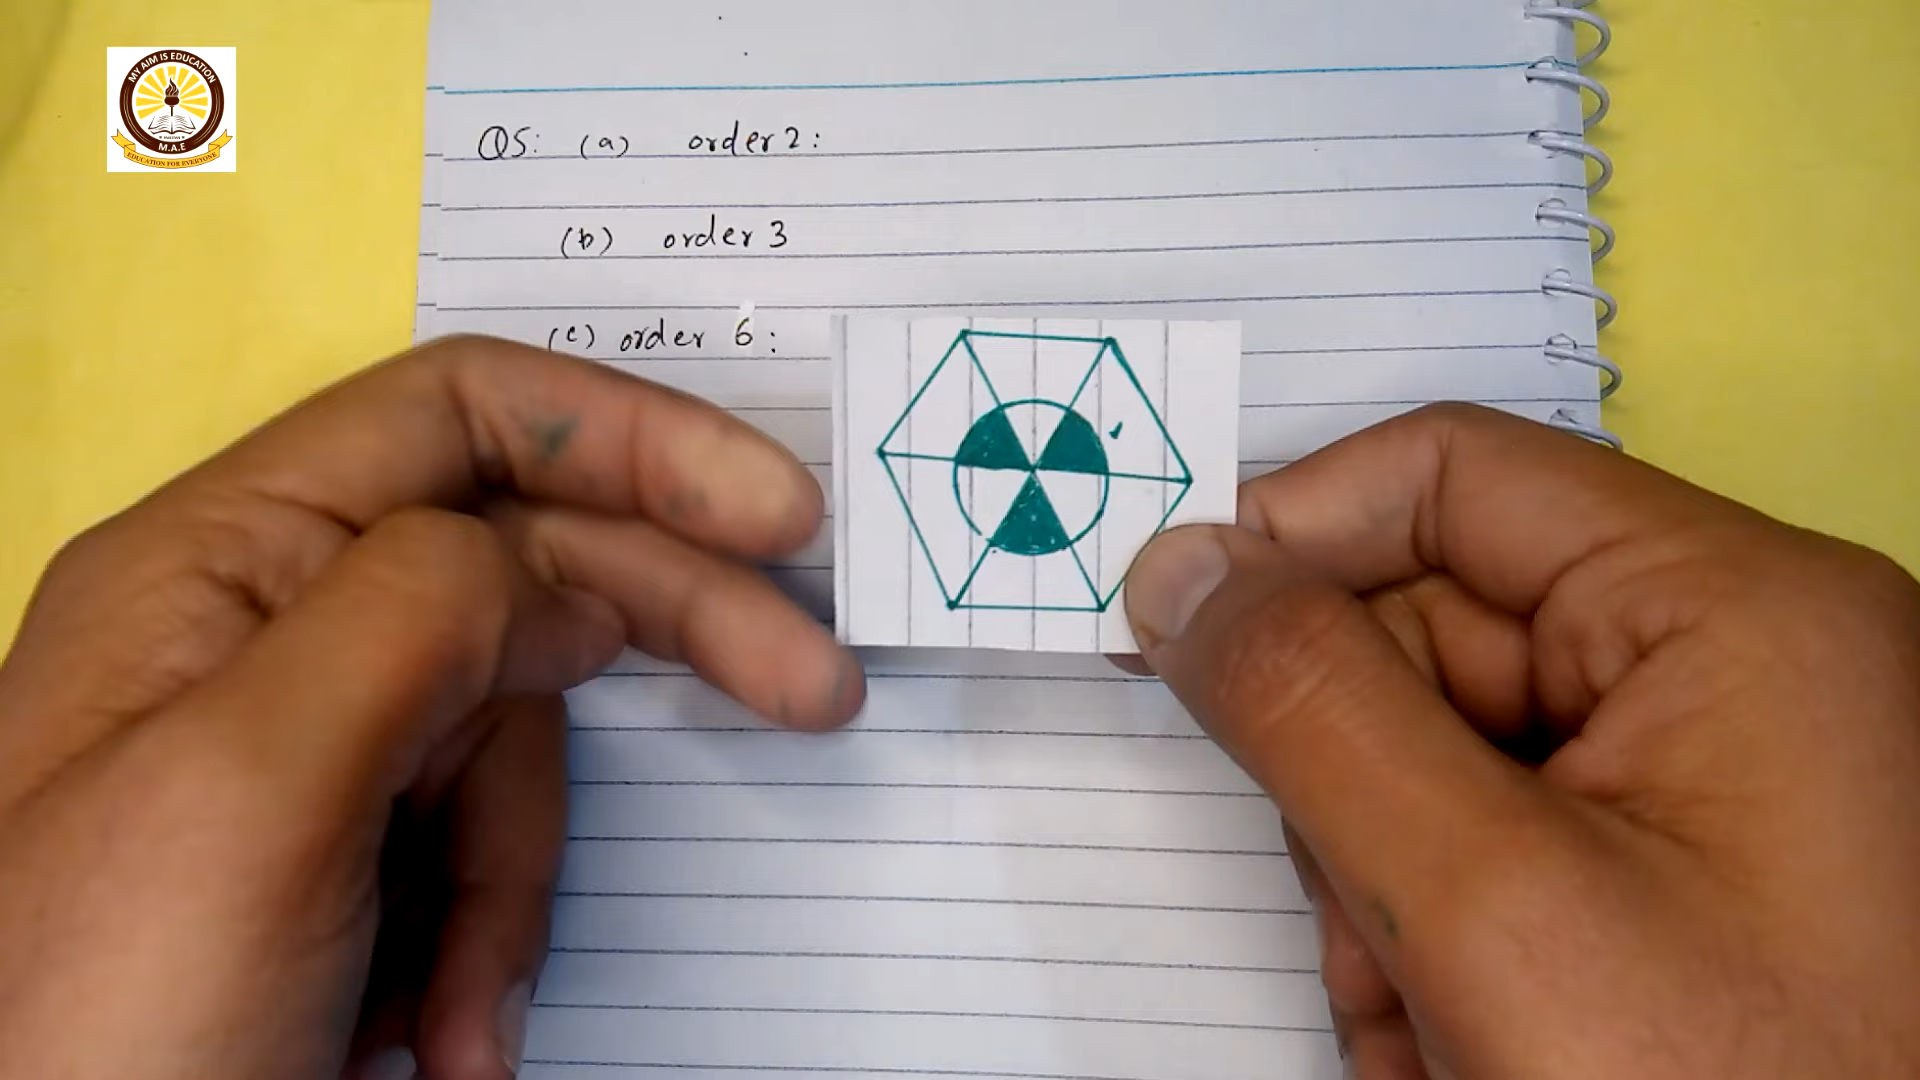 MY AIM IS EDUCATION
M.A.E
EDUCATION FOR EVERYONE
Q5: (a) order 2:
(b) order 3
(c) order 6: